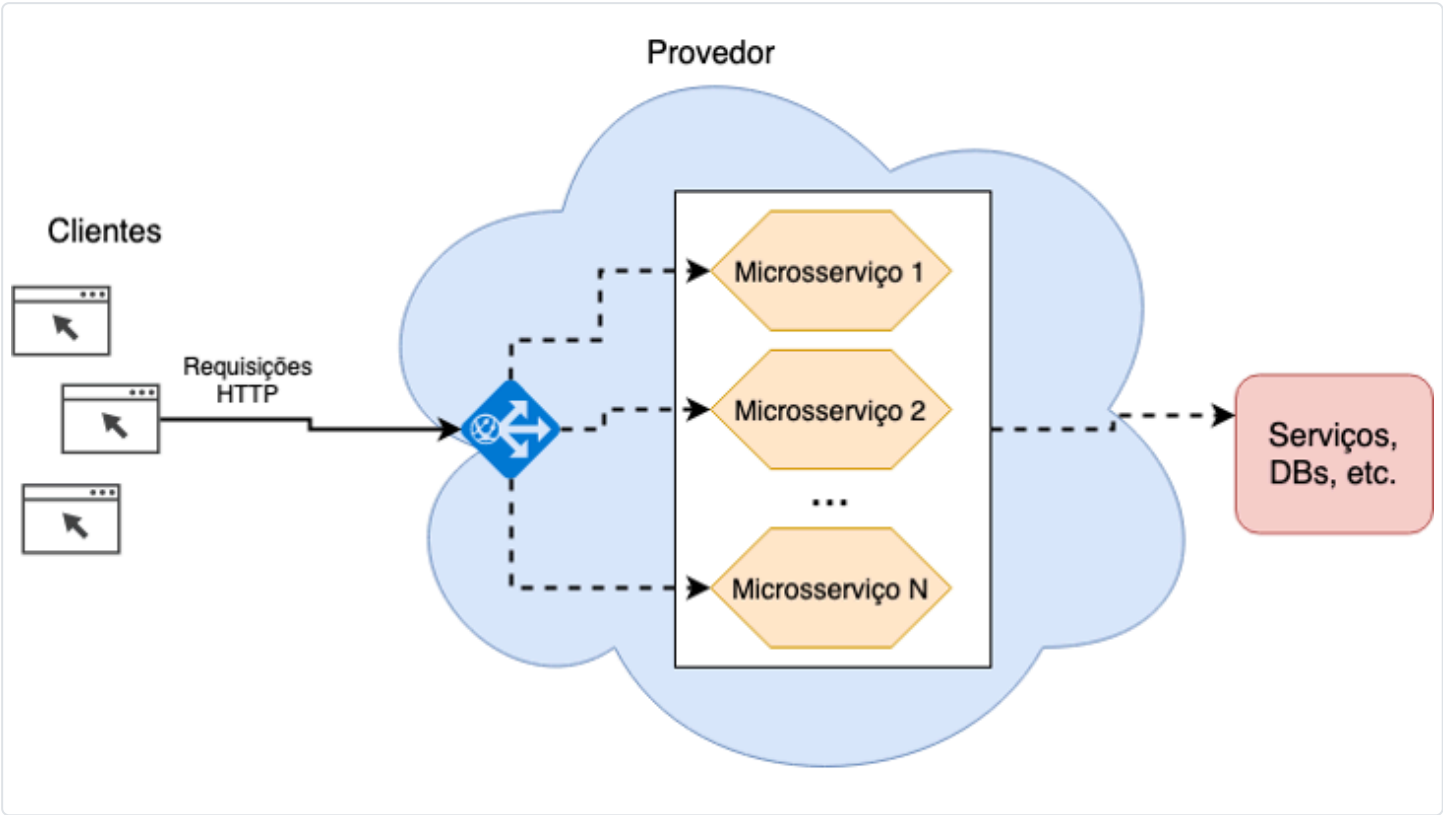 Provedor
Clientes
Requisições
HTTP
Microsserviço 1
Microsserviço 2
...
Microsserviço N
Serviços,
DBs, etc.